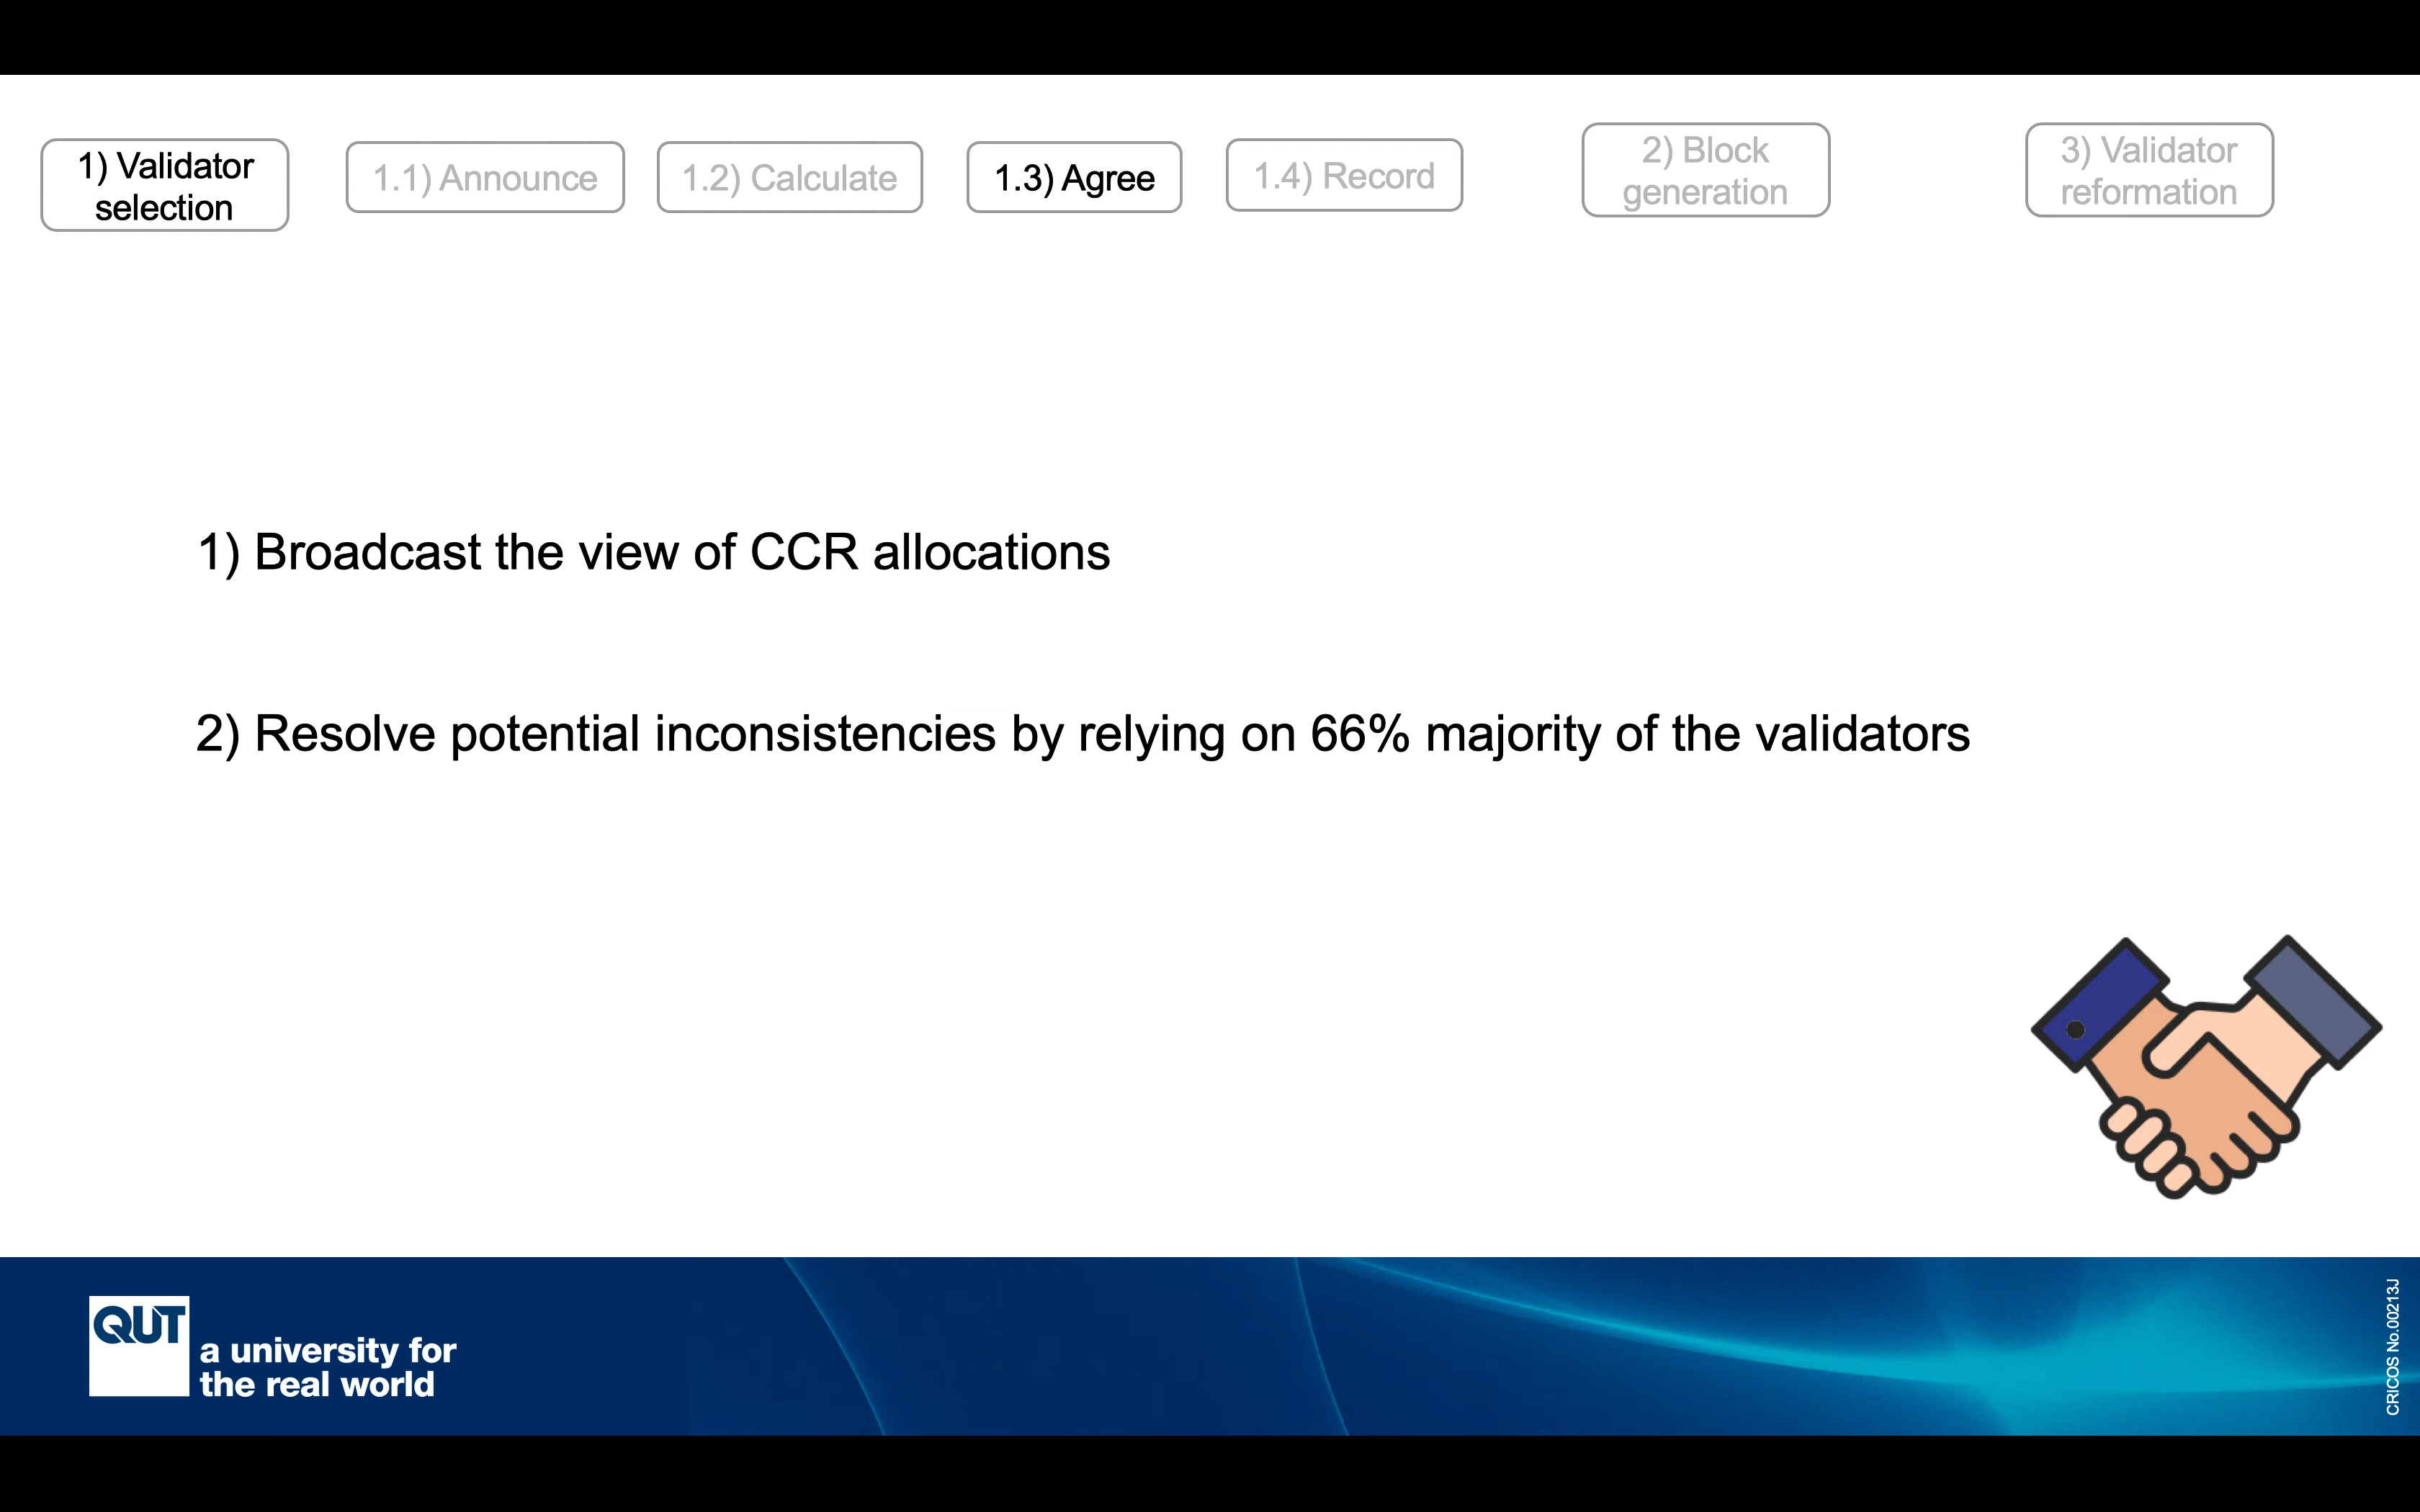 1) Validator
selection
1.1) Announce
1.2) Calculate
1.3) Agree
1.4) Record
2) Block
generation
3) Validator
reformation
1) Broadcast the view of CCR allocations
2) Resolve potential inconsistencies by relying on 66% majority of the validators
QUT
a university for
the real world
CRICOS No.00213J